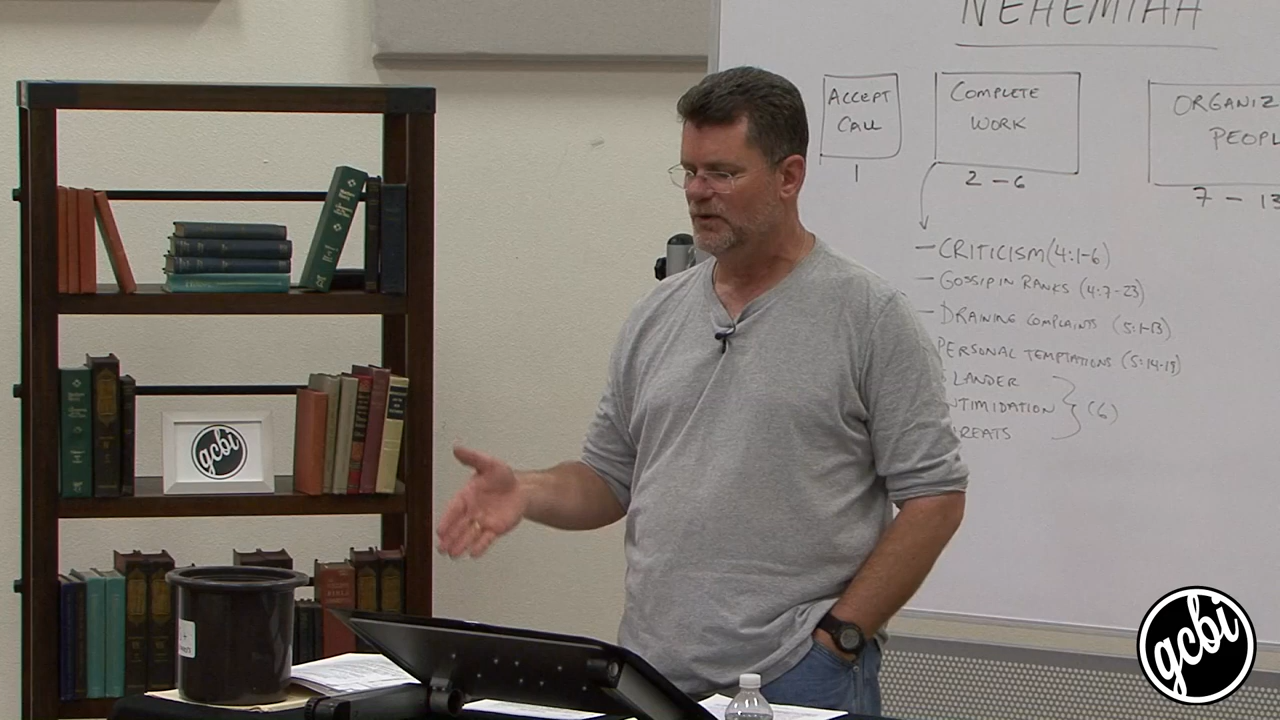 NEHEMIAH
ACCEPT
CALL
1
COMPLETE
WORK
2 - 6
ORGANIZ
PEOPL
7 - 13
- CRITICISM (4:1-6)
- GOSSIP IN RANKS (4:7-23)
- DRAINING COMPLAINTS (5:1-13)
PERSONAL TEMPTATIONS (5:14-19)
LANDER
NTIMIDATION
REATS
(6)
gcbi
gcbi